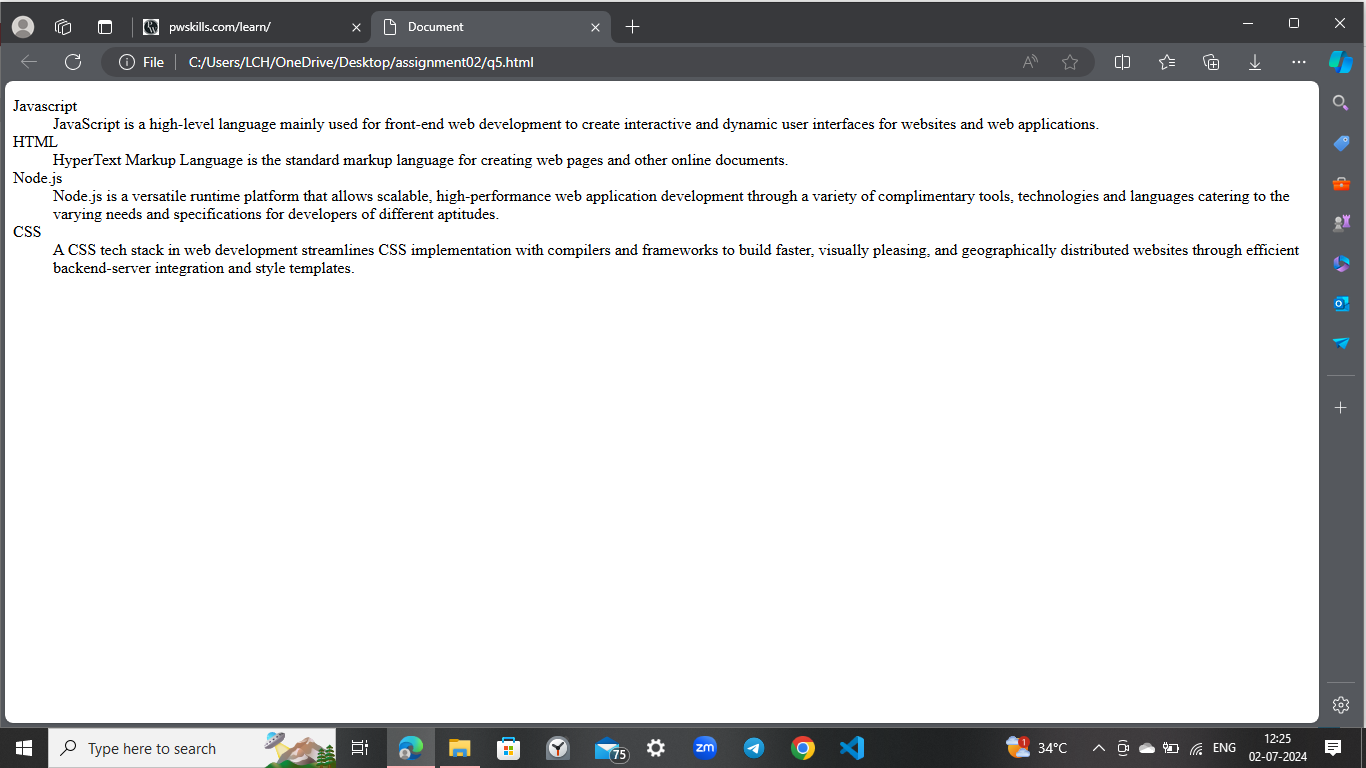 pwskills.com/learn/
Document
File
C:/Users/LCH/OneDrive/Desktop/assignment02/q5.html
Javascript
JavaScript is a high-level language mainly used for front-end web development to create interactive and dynamic user interfaces for websites and web applications.
HTML
HyperText Markup Language is the standard markup language for creating web pages and other online documents.
Node.js
Node.js is a versatile runtime platform that allows scalable, high-performance web application development through a variety of complimentary tools, technologies and languages catering to the
varying needs and specifications for developers of different aptitudes.
CSS
A CSS tech stack in web development streamlines CSS implementation with compilers and frameworks to build faster, visually pleasing, and geographically distributed websites through efficient
backend-server integration and style templates.
Type here to search
75
zm
1
34°C
ENG
12:25
02-07-2024